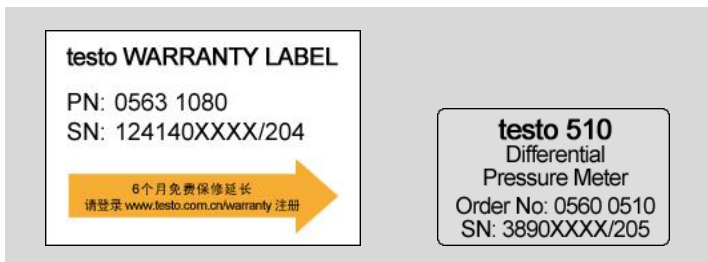 testo WARRANTY LABEL
PN: 0563 1080
SN: 124140XXXX/204
6个月免费保修延长
请登录 www.testo.com.cn/warranty 注册
testo 510
Differential
Pressure Meter
Order No: 0560 0510
SN: 3890XXXX/205